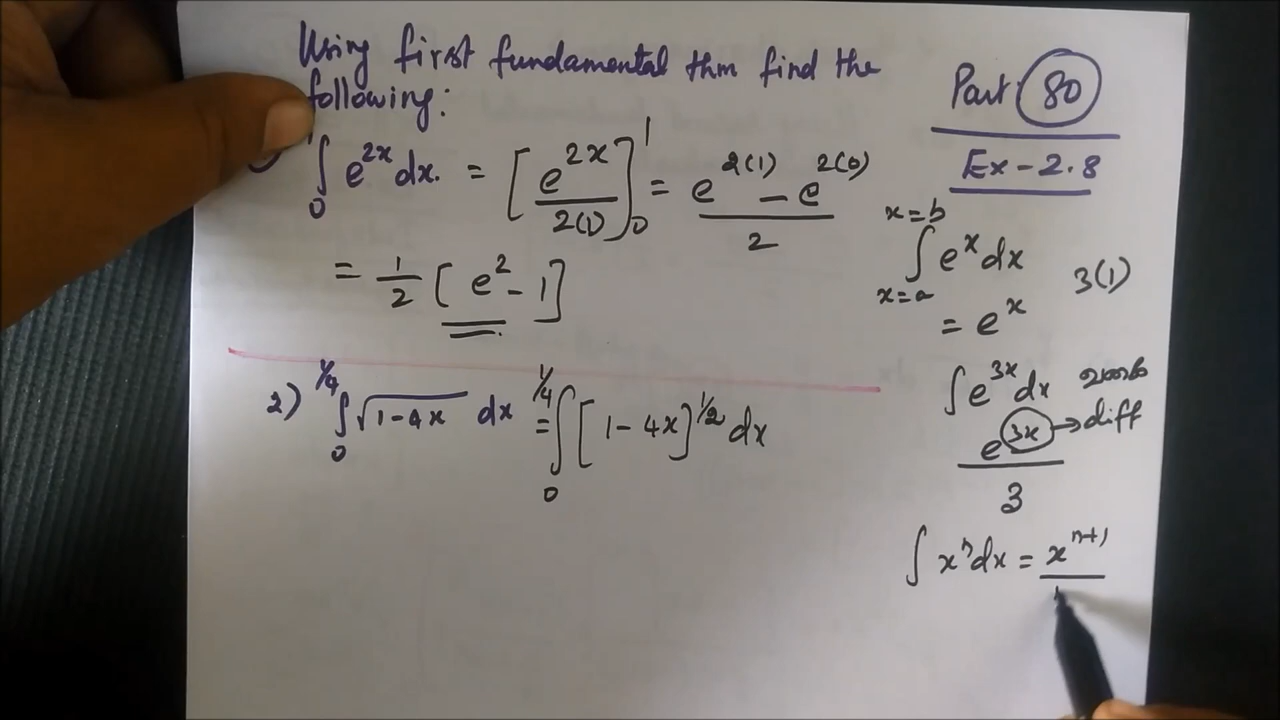 Using first fundamental thm find the
following:
∫₀¹ e^{2x} dx. = [e^{2x}/2(1)]₀¹ = (e^{2(1)} - e^{2(0)})/2
= 1/2 [e² - 1]
2) ∫₀^{1/4} √(1-4x) dx = ∫₀^{1/4} [1-4x]^{1/2} dx
Part 80
Ex-2.8
∫_{x=a}^{x=b} e^x dx
= e^x
3(1)
∫e^{3x} dx
e^{3x} → diff
3
∫ x^n dx = x^{n+1}